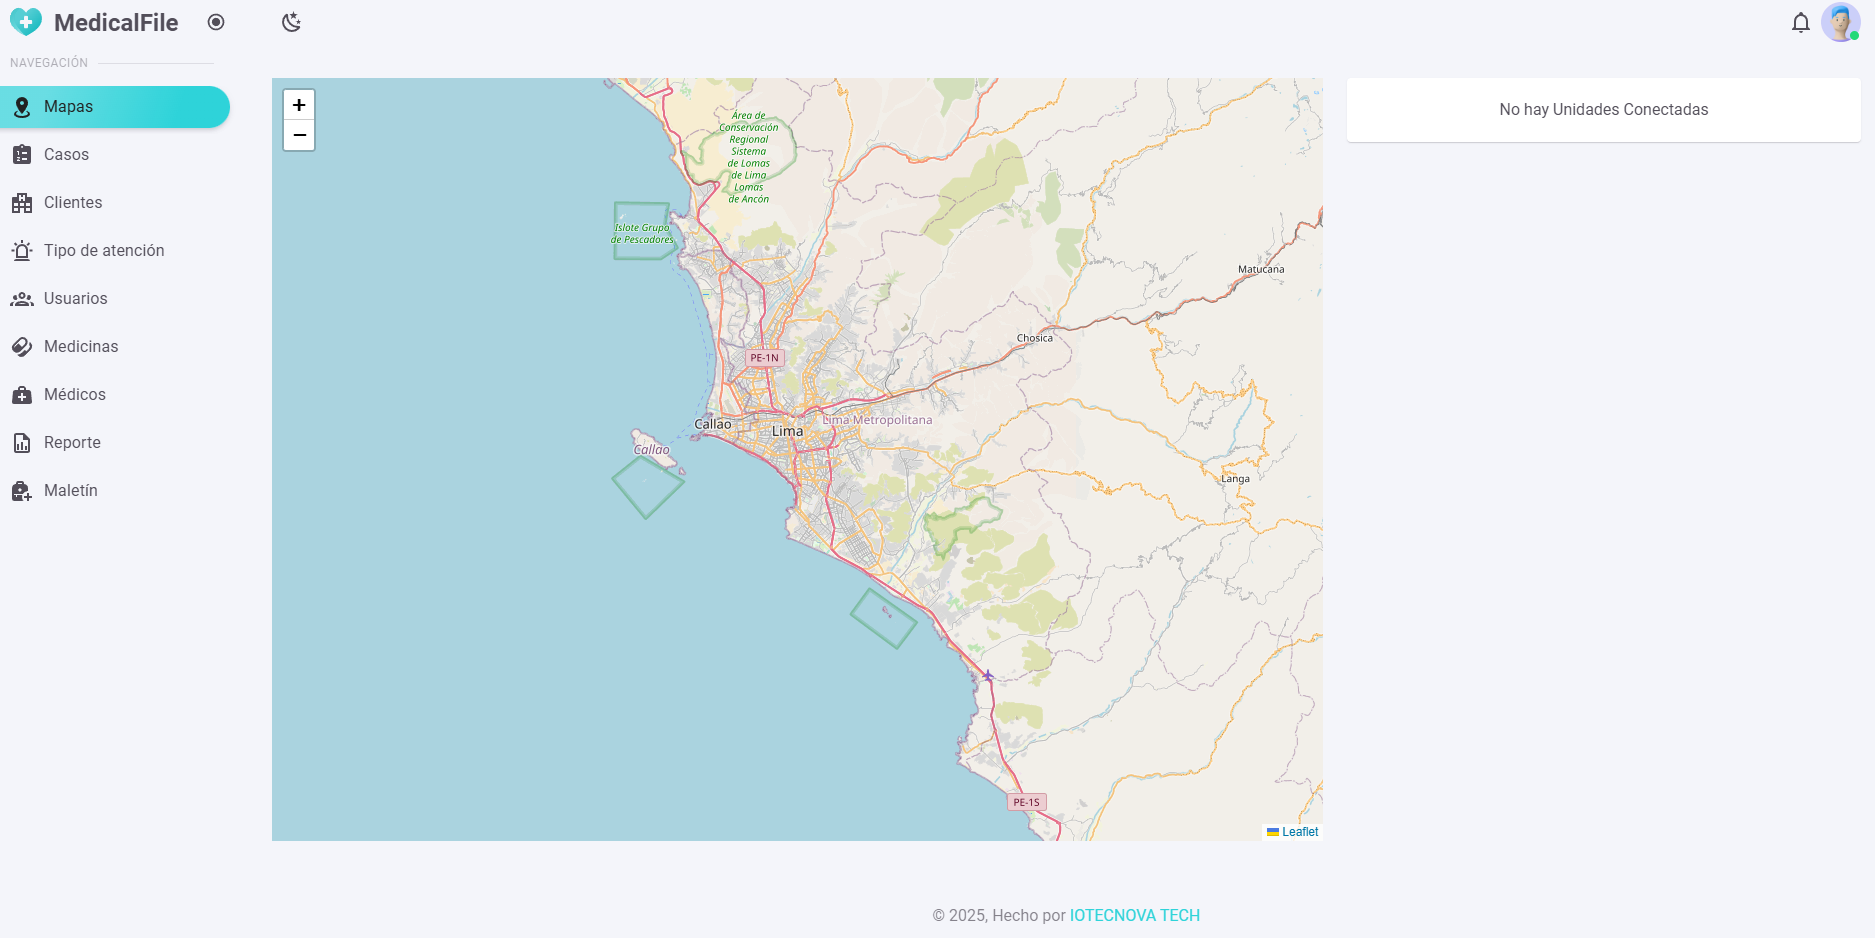 MedicalFile
NAVEGACIÓN
Mapas
Casos
Clientes
Tipo de atención
Usuarios
Medicinas
Médicos
Reporte
Maletín
+
−
Área de
Conservación
Regional
Sistema
de Lomas
de Lima
Lomas
de Ancón
Islote Grupo
de Pescadores
Matucana
Chosica
PE-1N
Callao
Lima
Lima Metropolitana
Callao
Langa
PE-1S
Leaflet
No hay Unidades Conectadas
© 2025, Hecho por IOTECNOVA TECH